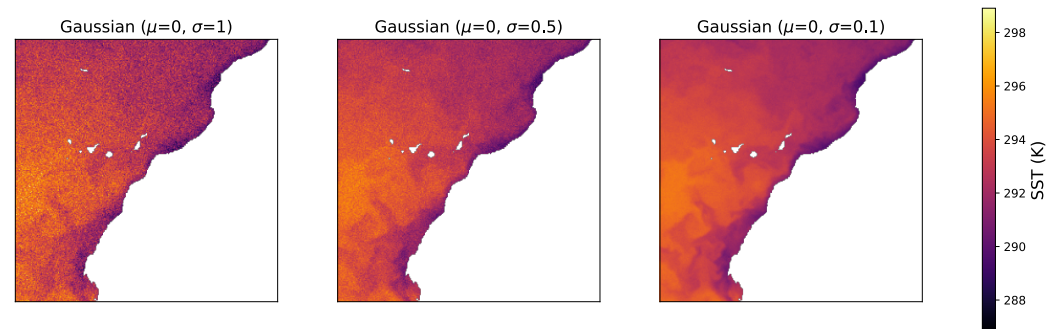 Gaussian (μ=0, σ=1)
Gaussian (μ=0, σ=0.5)
Gaussian (μ=0, σ=0.1)
298
296
294
292
290
288
SST (K)